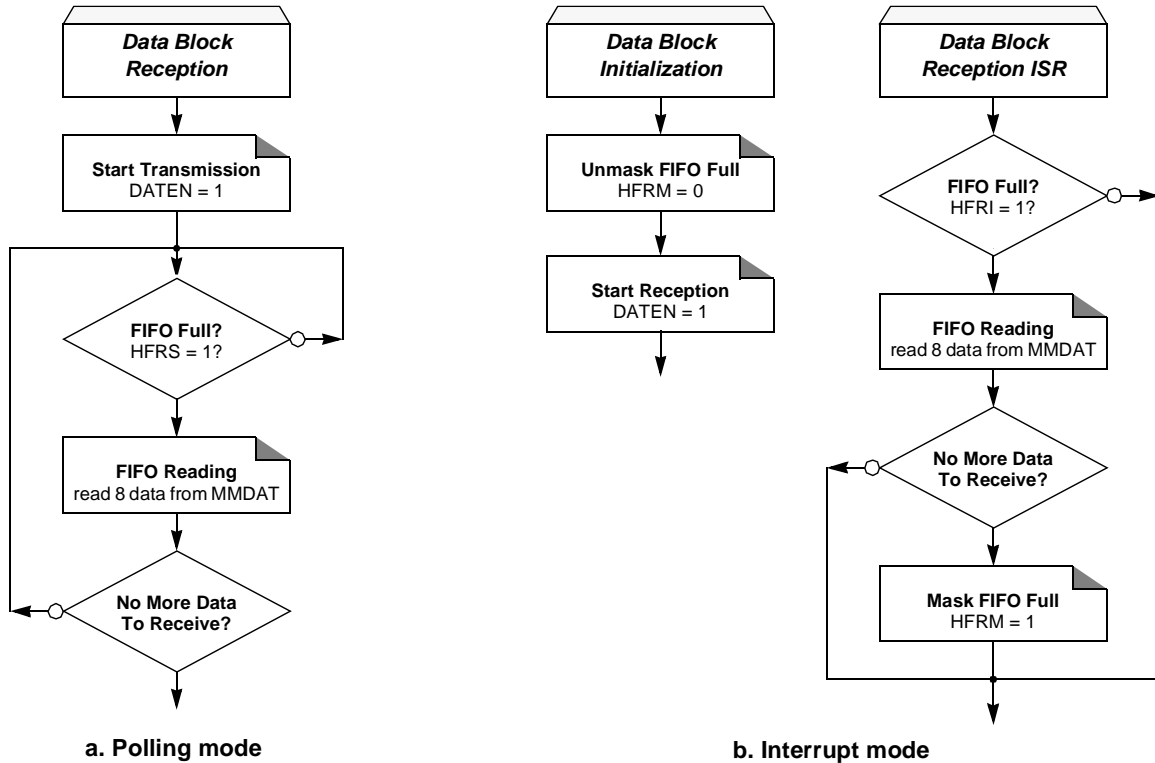 Data Block
Reception
Start Transmission
DATEN = 1
FIFO Full?
HFRS = 1?
FIFO Reading
read 8 data from MMDAT
No More Data
To Receive?
a. Polling mode
Data Block
Initialization
Unmask FIFO Full
HFRM = 0
Start Reception
DATEN = 1
Data Block
Reception ISR
FIFO Full?
HFRI = 1?
FIFO Reading
read 8 data from MMDAT
No More Data
To Receive?
Mask FIFO Full
HFRM = 1
b. Interrupt mode